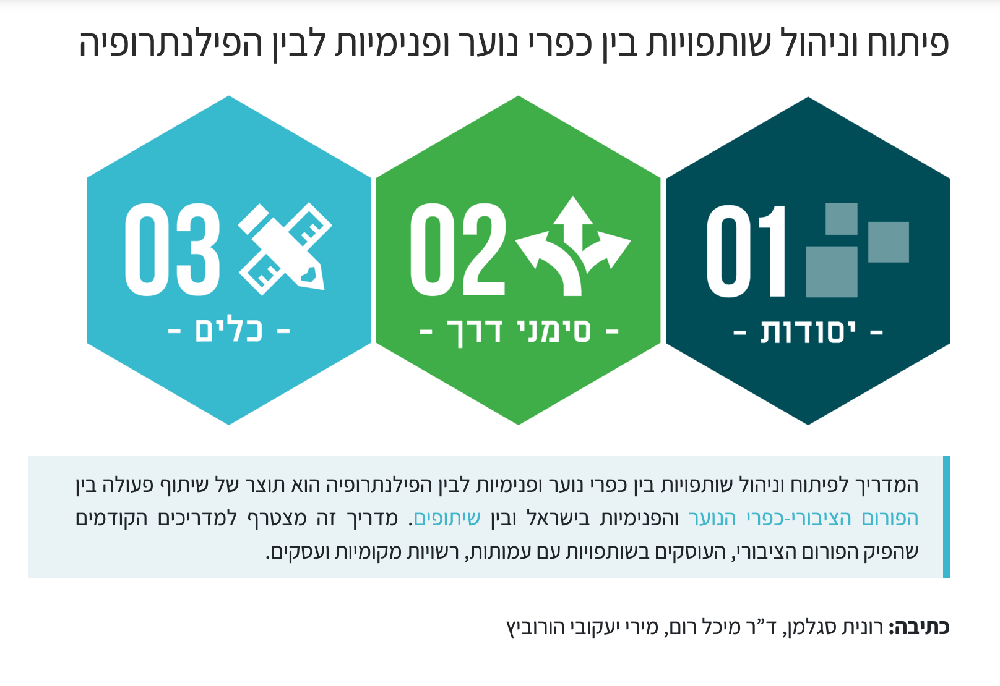 פיתוח וניהול שותפויות בין כפרי נוער ופנימיות לבין הפילנתרופיה
01
- יסודות -
02
- סימני דרך -
03
- כלים -
המדריך לפיתוח וניהול שותפויות בין כפרי נוער ופנימיות לבין הפילנתרופיה הוא תוצר של שיתוף פעולה בין
הפורום הציבורי-כפרי הנוער והפנימיות בישראל ובין שיתופים. מדריך זה מצטרף למדריכים הקודמים
שהפיק הפורום הציבורי, העוסקים בשותפויות עם עמותות, רשויות מקומיות ועסקים.
כתיבה: רונית סגלמן, ד”ר מיכל רום, מירי יעקובי הורוביץ